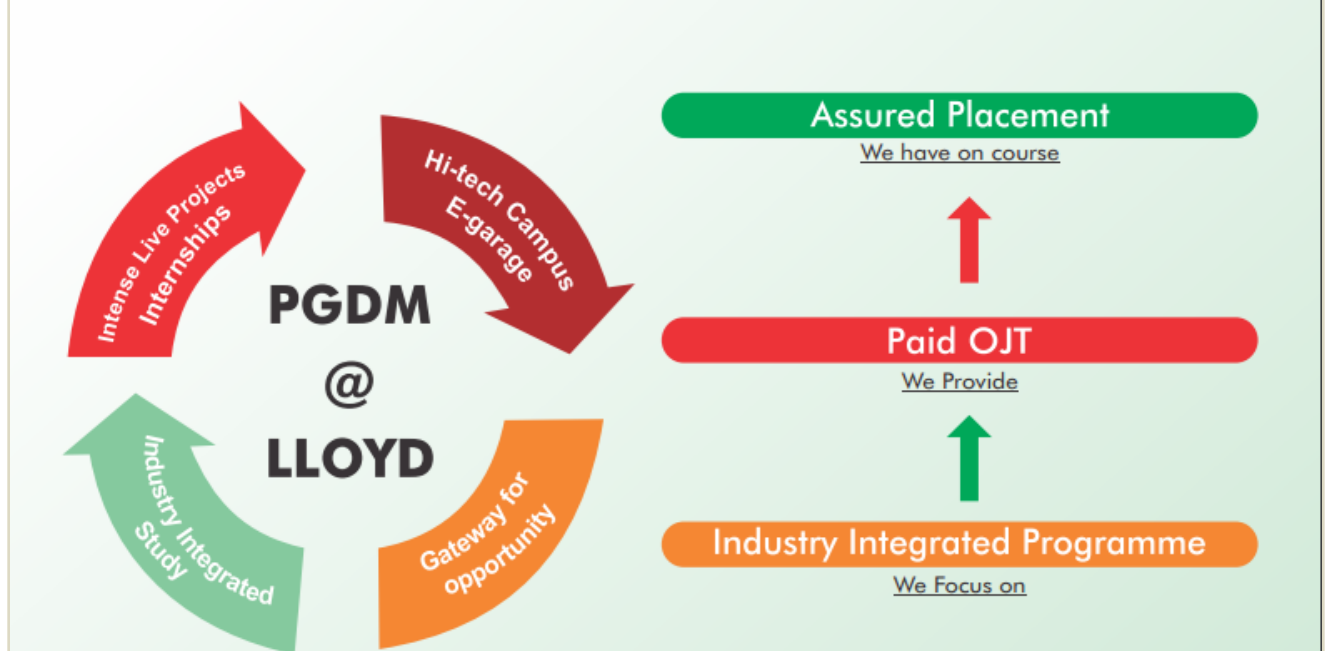 Intense Live Projects
Internships
Hi-tech Campus
E-garage
PGDM
@
LLOYD
Industry Integrated
Study
Gateway for
opportunity
Assured Placement
We have on course
Paid OJT
We Provide
Industry Integrated Programme
We Focus on